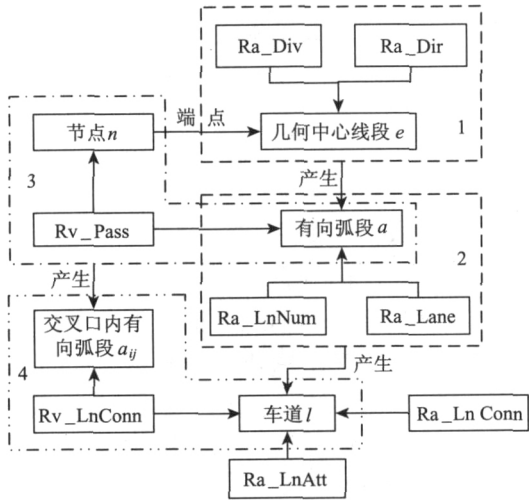 Ra_Div
Ra_Dir
端 点
节点n
几何中心线段 e
1
产生
3
Rv_Pass
有向弧段 a
2
产生
Ra_LnNum
Ra_Lane
交叉口内有
向弧段 aij
4
产生
Rv_LnConn
车道 l
Ra_Ln Conn
Ra_LnAtt